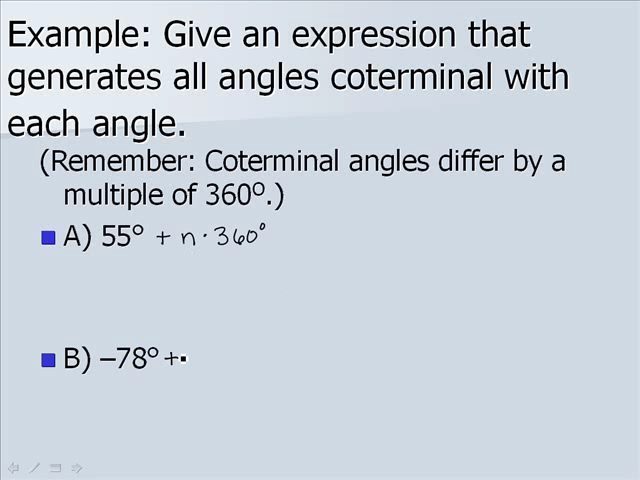 Example: Give an expression that
generates all angles coterminal with
each angle.
(Remember: Coterminal angles differ by a
multiple of 360°.)
A) 55° + n · 360°
B) –78° +